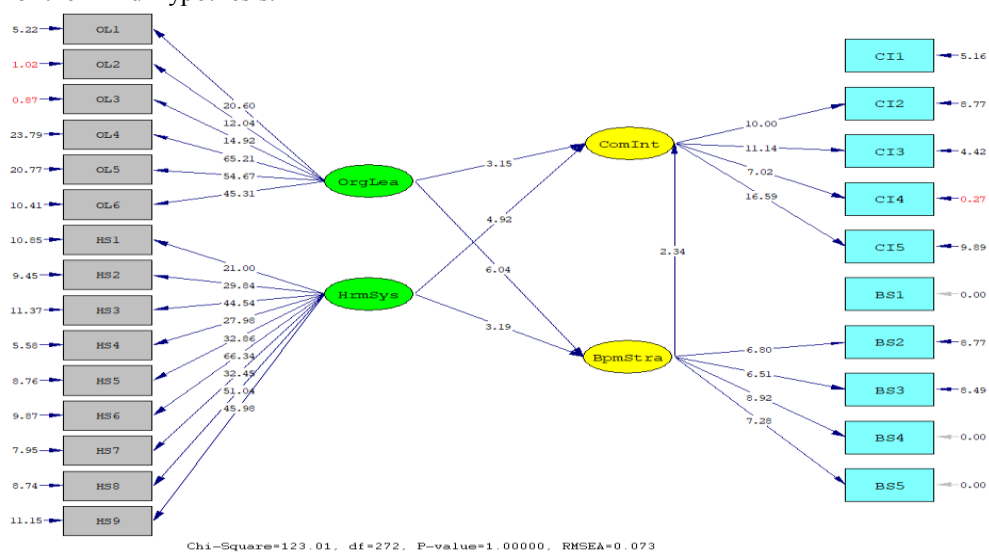 5.22 OL1
1.02 OL2
0.87 OL3
23.79 OL4
20.77 OL5
10.41 OL6
10.85 HS1
9.45 HS2
11.37 HS3
5.58 HS4
8.76 HS5
9.87 HS6
7.95 HS7
8.74 HS8
11.15 HS9
20.60
12.04
14.92
65.21
54.67
45.31
OrgLea
21.00
29.84
44.54
27.98
32.86
66.34
32.45
51.04
45.98
HrmSys
3.15
4.92
6.04
3.19
ComInt
2.34
BpmStra
10.00
11.14
7.02
16.59
6.80
6.51
8.92
7.28
CI1 5.16
CI2 8.77
CI3 4.42
CI4 0.27
CI5 9.89
BS1 0.00
BS2 8.77
BS3 8.49
BS4 0.00
BS5 0.00
Chi-Square=123.01, df=272, P-value=1.00000, RMSEA=0.073